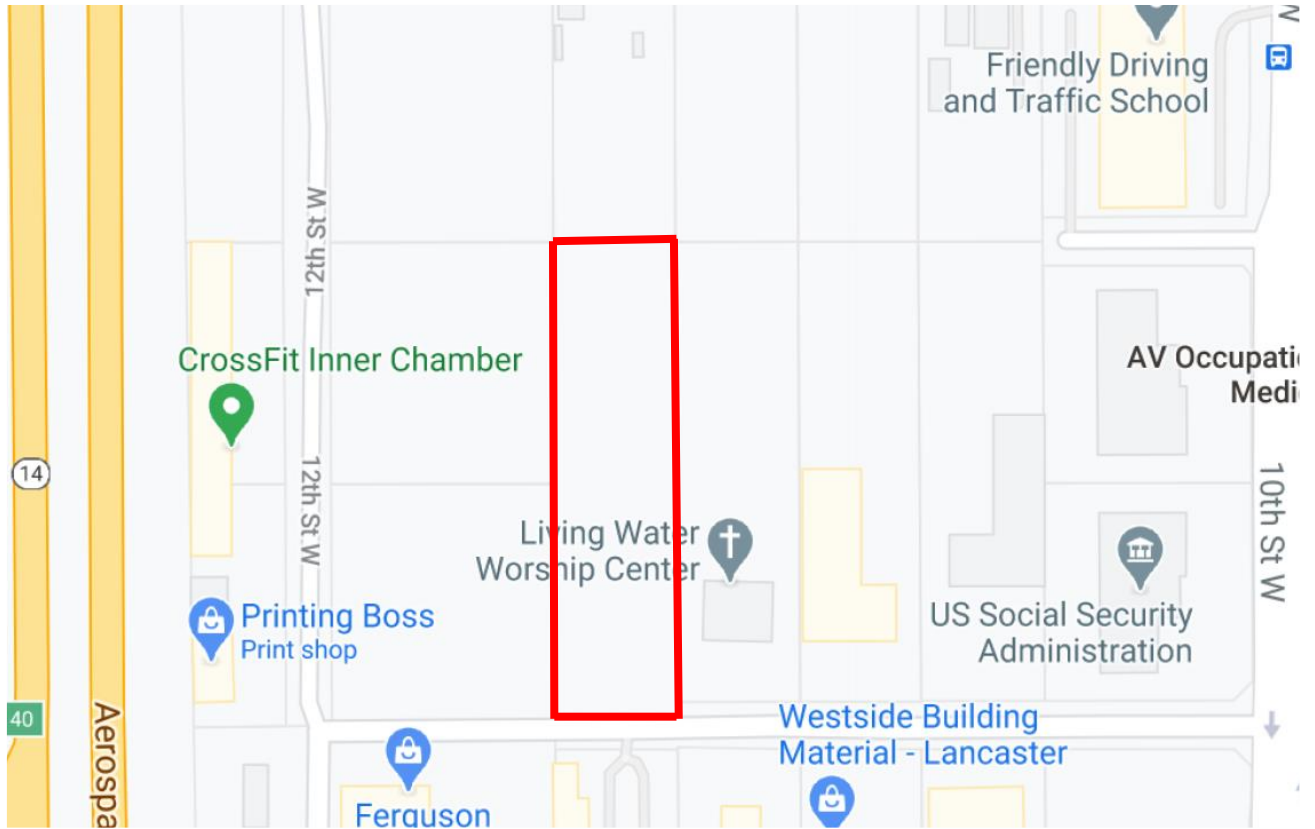 Friendly Driving
and Traffic School
12th St W
CrossFit Inner Chamber
AV Occupati
Medi
14
12th St W
10th St W
Living Water
Worship Center
Printing Boss
Print shop
US Social Security
Administration
40
Aerospa
Westside Building
Material - Lancaster
Ferguson